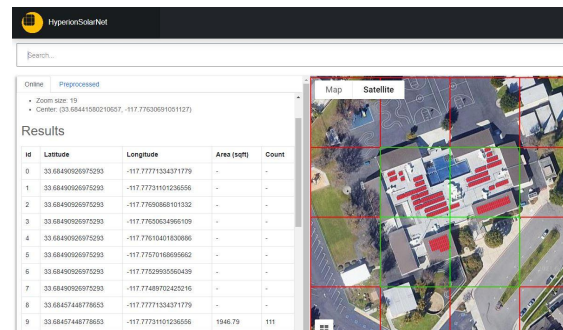 HyperionSolarNet
Search...
Online Preprocessed
Zoom size: 19
Center: (33.68441580210657, -117.77630691051127)
Results
id Latitude Longitude Area (sqft) Count
0 33.68490926975293 -117.77771334371779 - -
1 33.68490926975293 -117.77731101236556 - -
2 33.68490926975293 -117.77690868101332 - -
3 33.68490926975293 -117.77650634966109 - -
4 33.68490926975293 -117.77610401830886 - -
5 33.68490926975293 -117.77570168695662 - -
6 33.68490926975293 -117.77529935560439 - -
7 33.68490926975293 -117.77489702425216 - -
8 33.68457448778653 -117.77771334371779 - -
9 33.68457448778653 -117.77731101236556 1946.79 111
Map Satellite